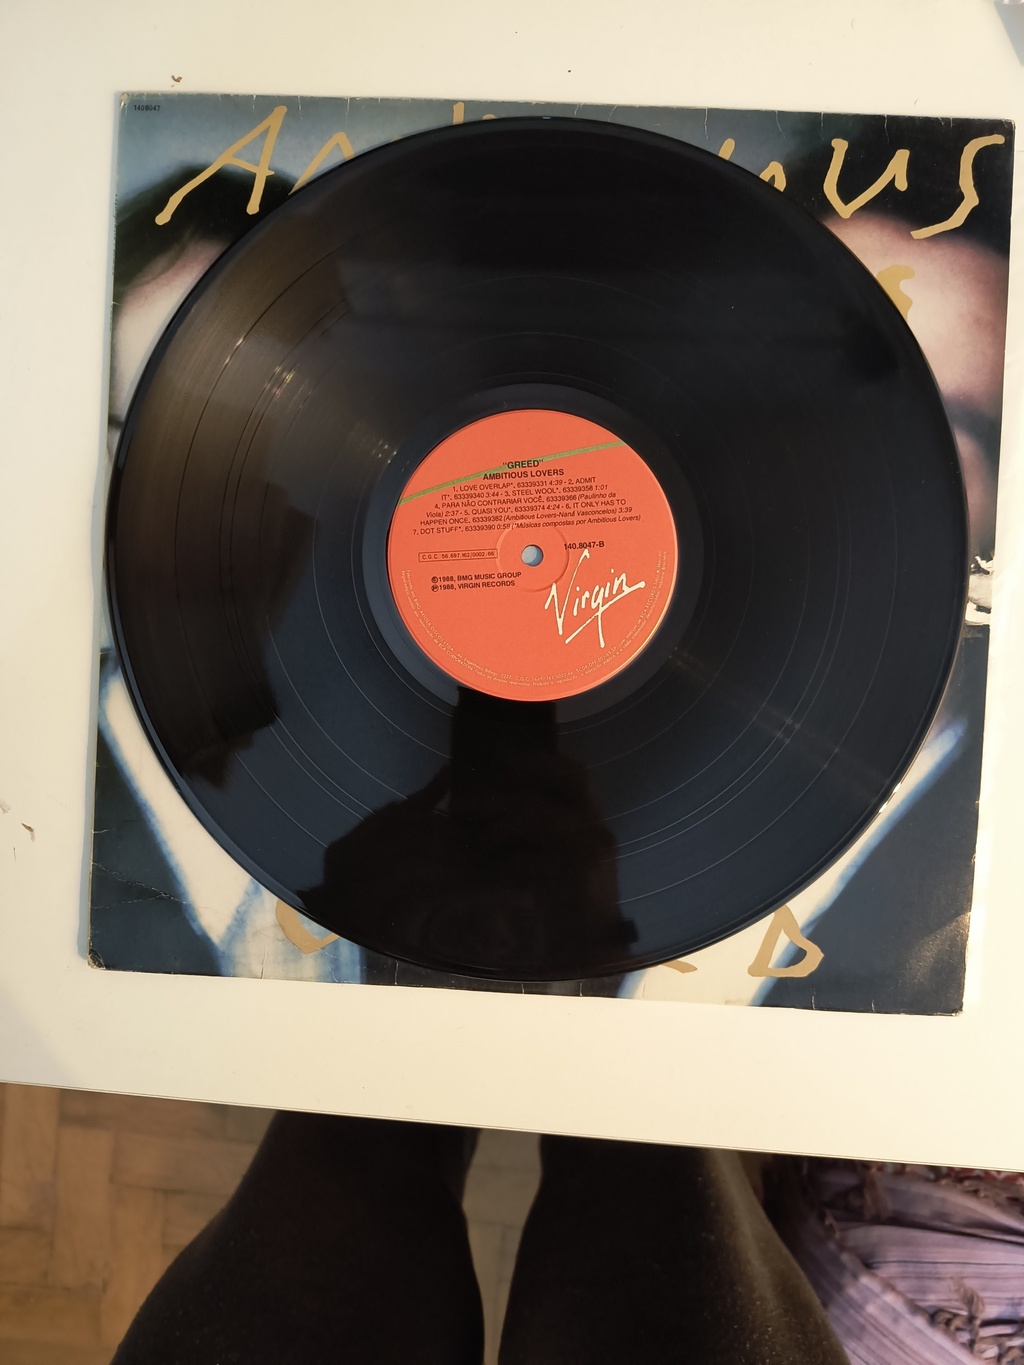 140.8047
"GREED"
AMBITIOUS LOVERS
1. LOVE OVERLAP*, 63339331 4:39 - 2. ADMIT
IT*, 63339340 3:44 - 3. STEEL WOOL*, 63339358 1:01
4. PARA NÃO CONTRARIAR VOCÊ, 63339366 (Paulinho da
Viola) 2:37 - 5. QUASI YOU*, 63339374 4:24 - 6. IT ONLY HAS TO
HAPPEN ONCE, 63339382 (Ambitious Lovers-Naná Vasconcelos) 3:39
7. DOT STUFF*, 63339390 0:58 (*Músicas compostas por Ambitious Lovers)
C.G.C. 56.697.162/0002-66
140.8047-B
©1988, BMG MUSIC GROUP
℗1988, VIRGIN RECORDS
Virgin